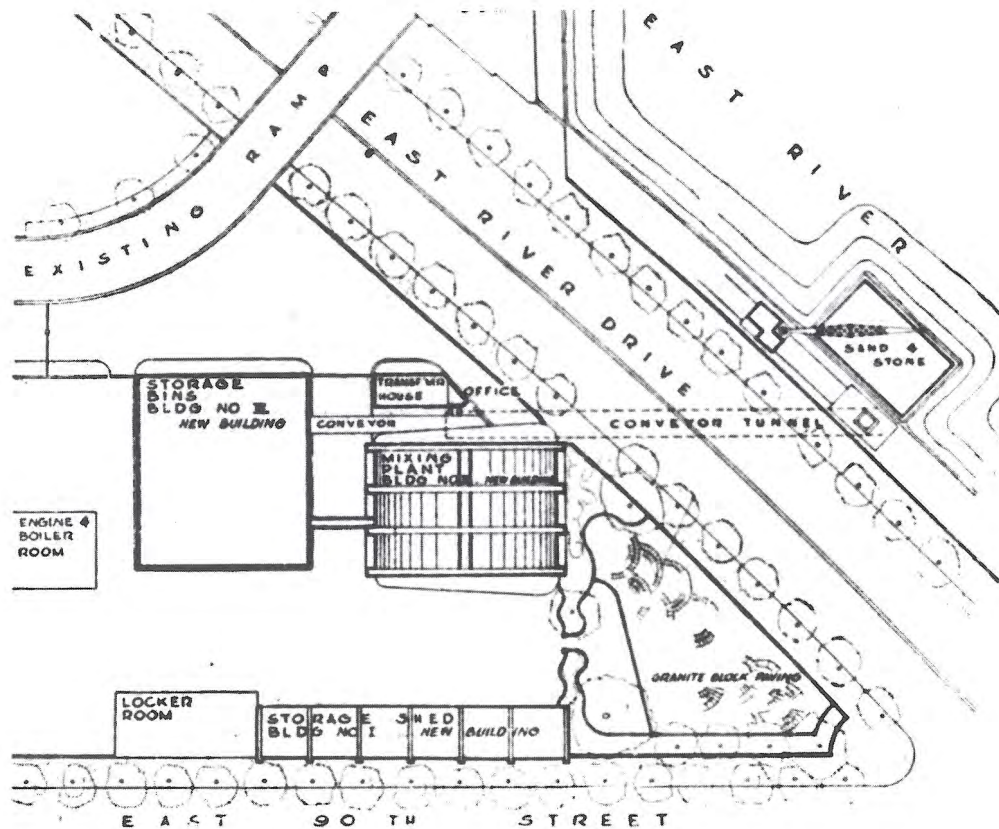 EAST RIVER
EXISTING RAMP
EAST RIVER DRIVE
SAND &
STONE
STORAGE
BINS
BLDG NO III
NEW BUILDING
TRANSFER
HOUSE
OFFICE
CONVEYOR
CONVEYOR TUNNEL
MIXING
PLANT
BLDG NO NEW BUILDING
ENGINE &
BOILER
ROOM
GRANITE BLOCK PAVING
LOCKER
ROOM
STORAGE SHED
BLDG NO I NEW BUILDING
EAST 90TH STREET